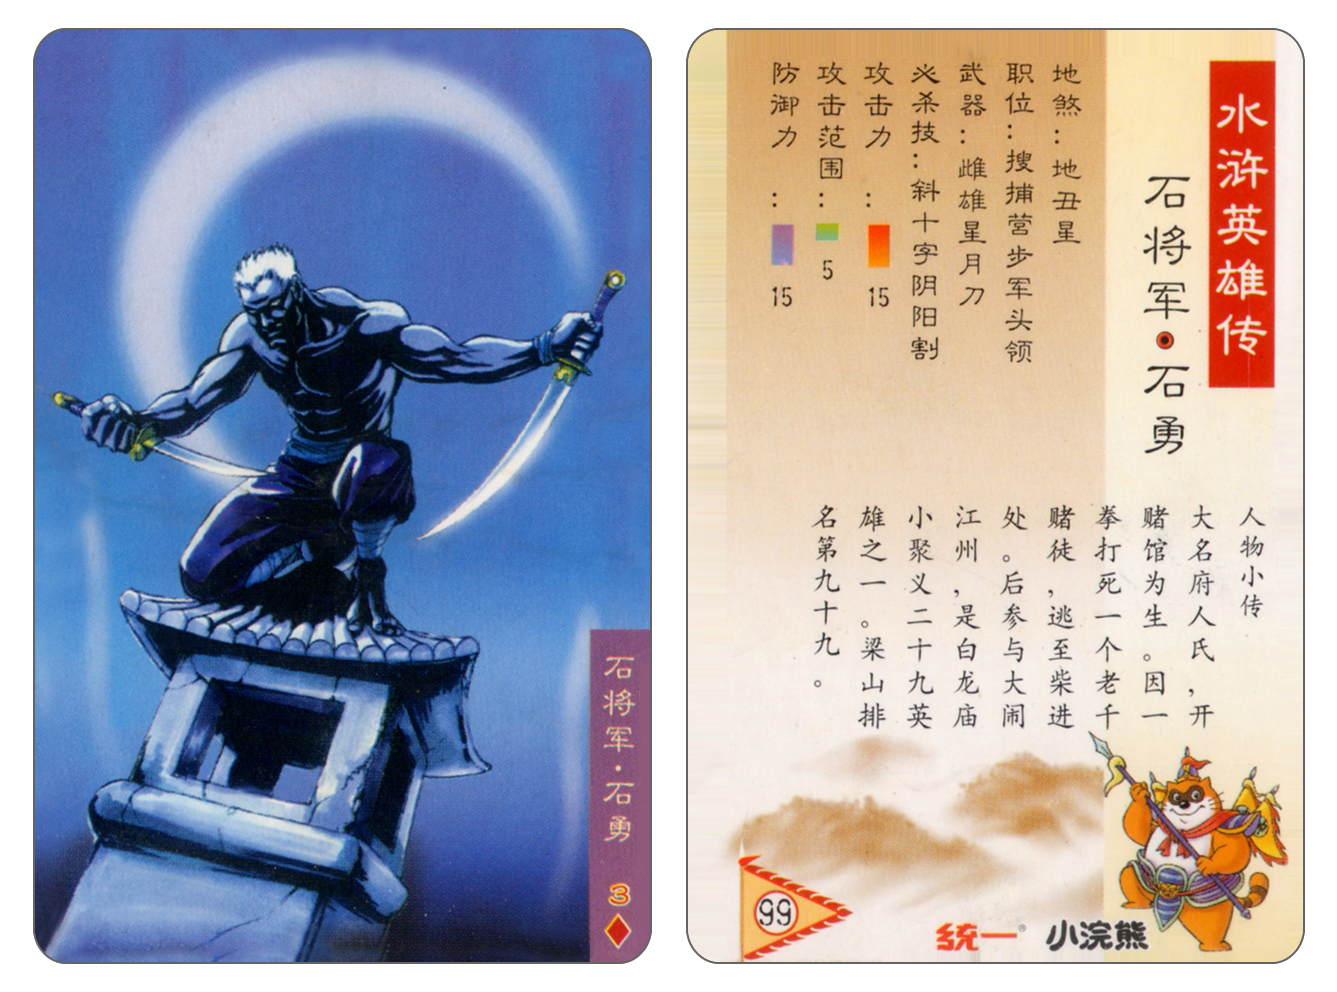 石将军·石勇
3
水浒英雄传
石将军·石勇
地煞：地丑星
职位：搜捕营步军头领
武器：雌雄星月刀
必杀技：斜十字阴阳割
攻击力：15
攻击范围：5
防御力：15
人物小传
大名府人氏，开
赌馆为生。因一
拳打死一个老千
赌徒，逃至柴进
处。后参与大闹
江州，是白龙庙
小聚义二十九英
雄之一。梁山排
名第九十九。
99
统一® 小浣熊